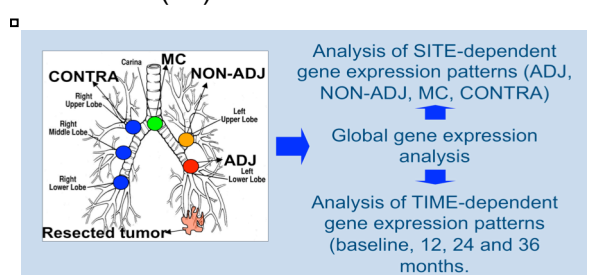 Carina
MC
CONTRA
NON-ADJ
Right
Upper Lobe
Left
Upper Lobe
Right
Middle Lobe
ADJ
Left
Lower Lobe
Right
Lower Lobe
Resected tumor
Analysis of SITE-dependent
gene expression patterns (ADJ,
NON-ADJ, MC, CONTRA)
Global gene expression
analysis
Analysis of TIME-dependent
gene expression patterns
(baseline, 12, 24 and 36
months.